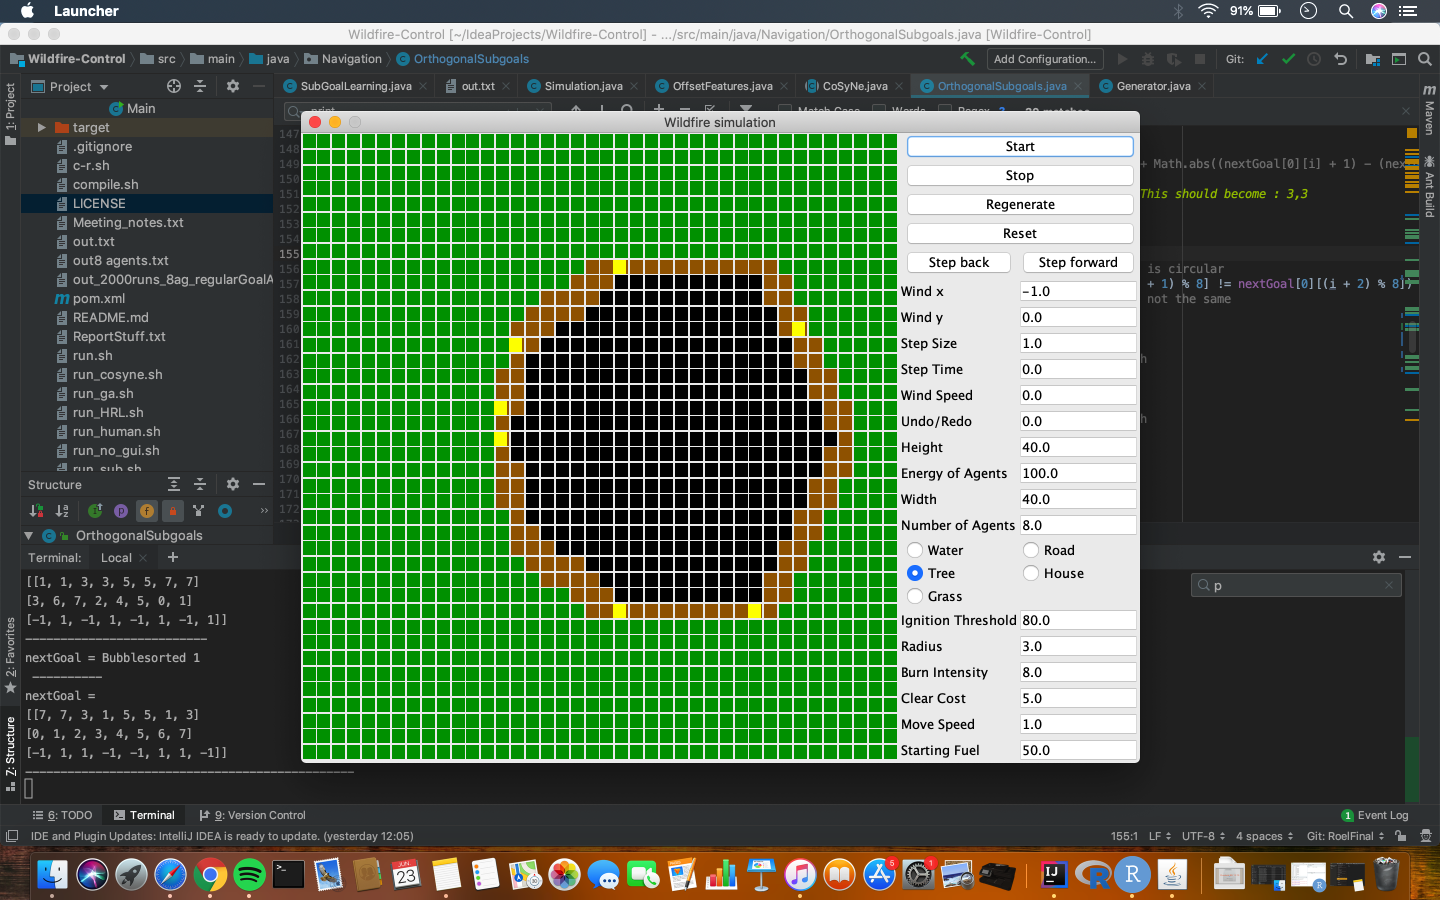 Launcher
91%
Wildfire-Control [~/IdeaProjects/Wildfire-Control] - .../src/main/java/Navigation/OrthogonalSubgoals.java [Wildfire-Control]
Wildfire-Control src main java Navigation OrthogonalSubgoals
Add Configuration...
Git:
Project
SubGoalLearning.java
out.txt
Simulation.java
OffsetFeatures.java
CoSyNe.java
OrthogonalSubgoals.java
Generator.java
1: Project
Maven
Ant Build
2: Favorites
Z: Structure
Main
target
.gitignore
c-r.sh
compile.sh
LICENSE
Meeting_notes.txt
out.txt
out8 agents.txt
out_2000runs_8ag_regularGoalA
pom.xml
README.md
ReportStuff.txt
run.sh
run_cosyne.sh
run_ga.sh
run_HRL.sh
run_human.sh
run_no_gui.sh
run_sub.sh
147
148
149
150
151
152
153
154
155
156
157
158
159
160
161
162
163
164
165
166
167
168
169
170
171
172
+ Math.abs((nextGoal[0][i] + 1) - (nex
This should become : 3,3
is circular
+ 1) % 8] != nextGoal[0][(i + 2) % 8])
not the same
h
h
Wildfire simulation
Start
Stop
Regenerate
Reset
Step back Step forward
Wind x -1.0
Wind y 0.0
Step Size 1.0
Step Time 0.0
Wind Speed 0.0
Undo/Redo 0.0
Height 40.0
Energy of Agents 100.0
Width 40.0
Number of Agents 8.0
Water Road
Tree House
Grass
Ignition Threshold 80.0
Radius 3.0
Burn Intensity 8.0
Clear Cost 5.0
Move Speed 1.0
Starting Fuel 50.0
Structure
OrthogonalSubgoals
Terminal: Local
p
[[1, 1, 3, 3, 5, 5, 7, 7]
[3, 6, 7, 2, 4, 5, 0, 1]
[-1, -1, 1, -1, 1, -1, -1, 1]]
--------------------------
nextGoal = Bubblesorted 1
----------
nextGoal =
[[7, 7, 3, 1, 5, 5, 1, 3]
[0, 1, 2, 3, 4, 5, 6, 7]
[-1, 1, 1, -1, -1, 1, 1, -1]]
-----------------------------------------------
6: TODO Terminal 9: Version Control
1 Event Log
IDE and Plugin Updates: IntelliJ IDEA is ready to update. (yesterday 12:05)
155:1 LF UTF-8 4 spaces Git: RoelFinal
JUN
23
6
1
IJ
R
R